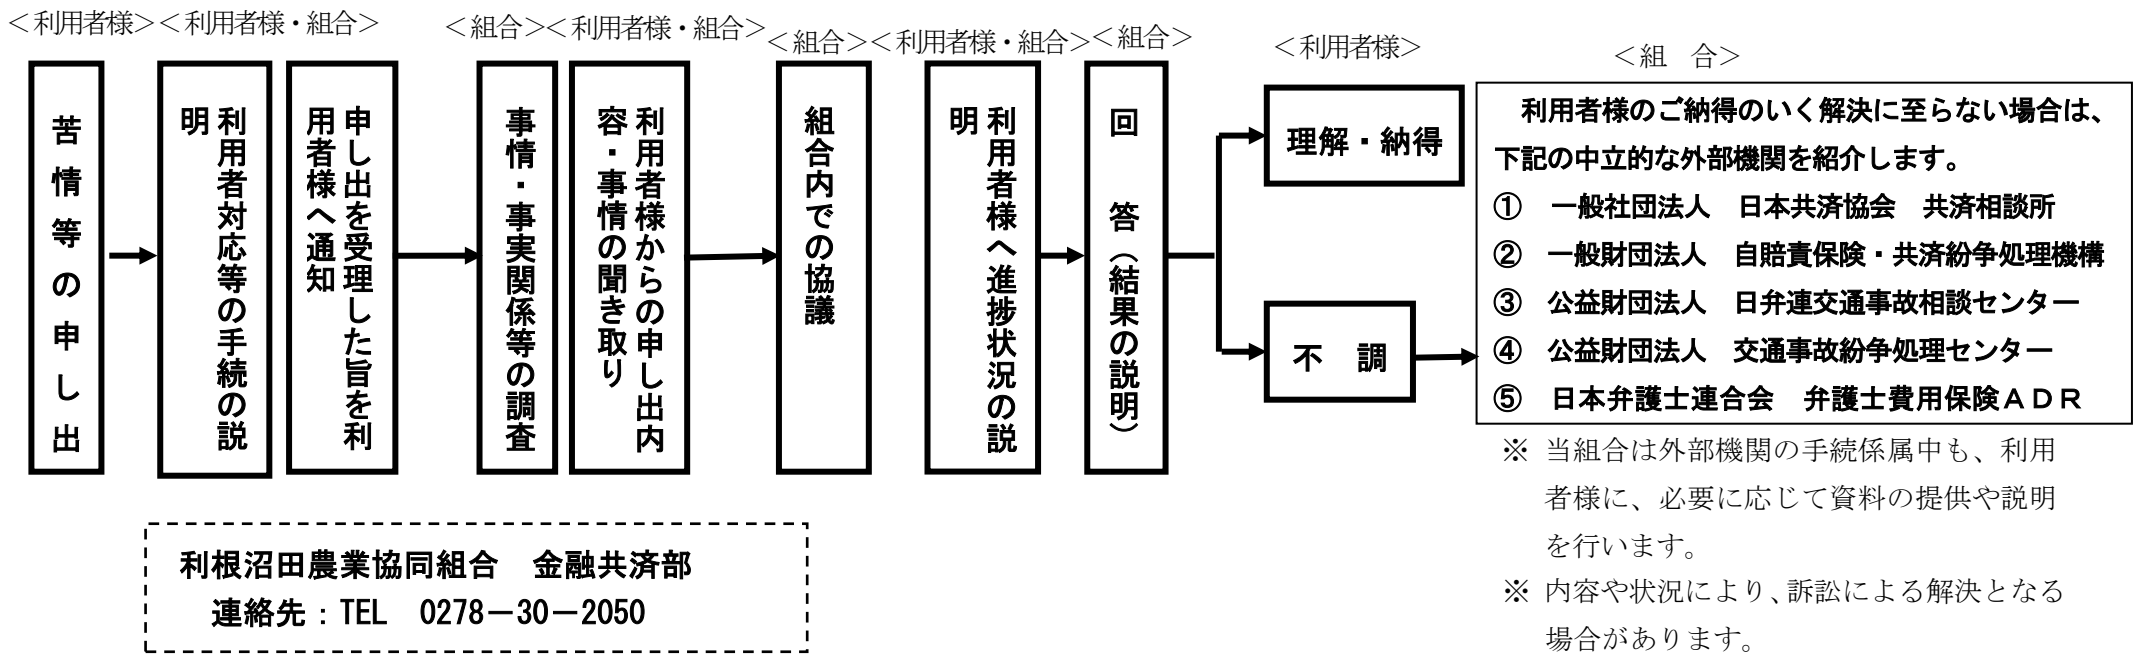 ＜利用者様＞
＜利用者様・組合＞
＜組合＞
＜利用者様・組合＞
＜組合＞
＜利用者様・組合＞
＜組合＞
＜利用者様＞
＜組　合＞
苦情等の申し出
利用者対応等の手続の説
明
申し出を受理した旨を利
用者様へ通知
事情・事実関係等の調査
利用者様からの申し出内
容・事情の聞き取り
組合内での協議
利用者様へ進捗状況の説
明
回　答（結果の説明）
理解・納得
不　調
利用者様のご納得のいく解決に至らない場合は、
下記の中立的な外部機関を紹介します。
①　一般社団法人　日本共済協会　共済相談所
②　一般財団法人　自賠責保険・共済紛争処理機構
③　公益財団法人　日弁連交通事故相談センター
④　公益財団法人　交通事故紛争処理センター
⑤　日本弁護士連合会　弁護士費用保険ＡＤＲ
※ 当組合は外部機関の手続係属中も、利用
者様に、必要に応じて資料の提供や説明
を行います。
※ 内容や状況により、訴訟による解決となる
場合があります。
利根沼田農業協同組合　金融共済部
連絡先：TEL　0278－30－2050